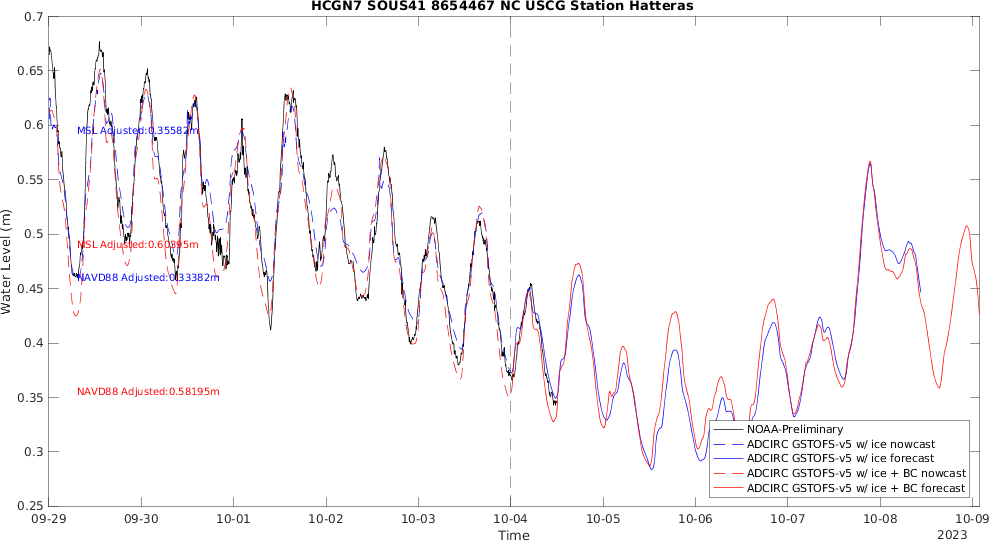 HCGN7 SOUS41 8654467 NC USCG Station Hatteras
Water Level (m)
0.7
0.65
0.6
0.55
0.5
0.45
0.4
0.35
0.3
0.25
MSL Adjusted:0.35582m
MSL Adjusted:0.60395m
NAVD88 Adjusted:0.33382m
NAVD88 Adjusted:0.58195m
NOAA-Preliminary
ADCIRC GSTOFS-v5 w/ ice nowcast
ADCIRC GSTOFS-v5 w/ ice forecast
ADCIRC GSTOFS-v5 w/ ice + BC nowcast
ADCIRC GSTOFS-v5 w/ ice + BC forecast
09-29 09-30 10-01 10-02 10-03 10-04 10-05 10-06 10-07 10-08 10-09
Time
2023